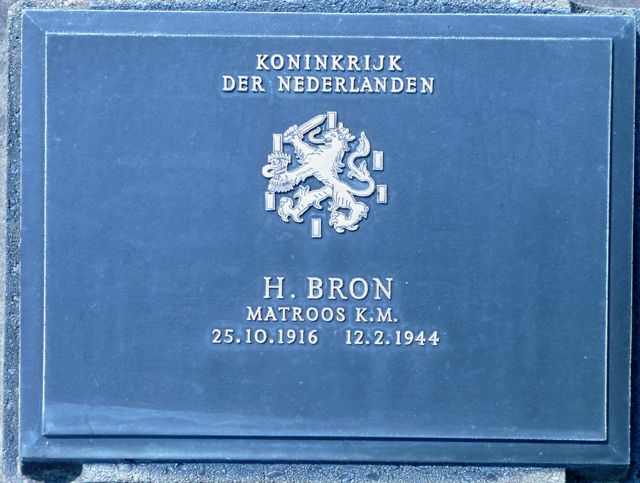 KONINKRIJK
DER NEDERLANDEN
H. BRON
MATROOS K.M.
25.10.1916 12.2.1944